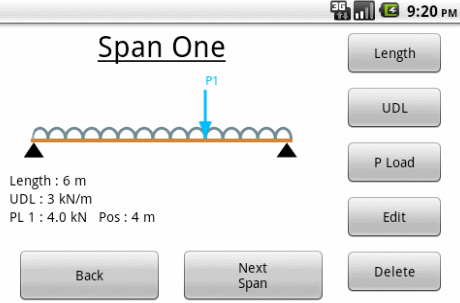 3G
9:20 PM
Span One
Length
P1
UDL
P Load
Length : 6 m
UDL : 3 kN/m
PL 1 : 4.0 kN   Pos : 4 m
Edit
Back
Next
Span
Delete